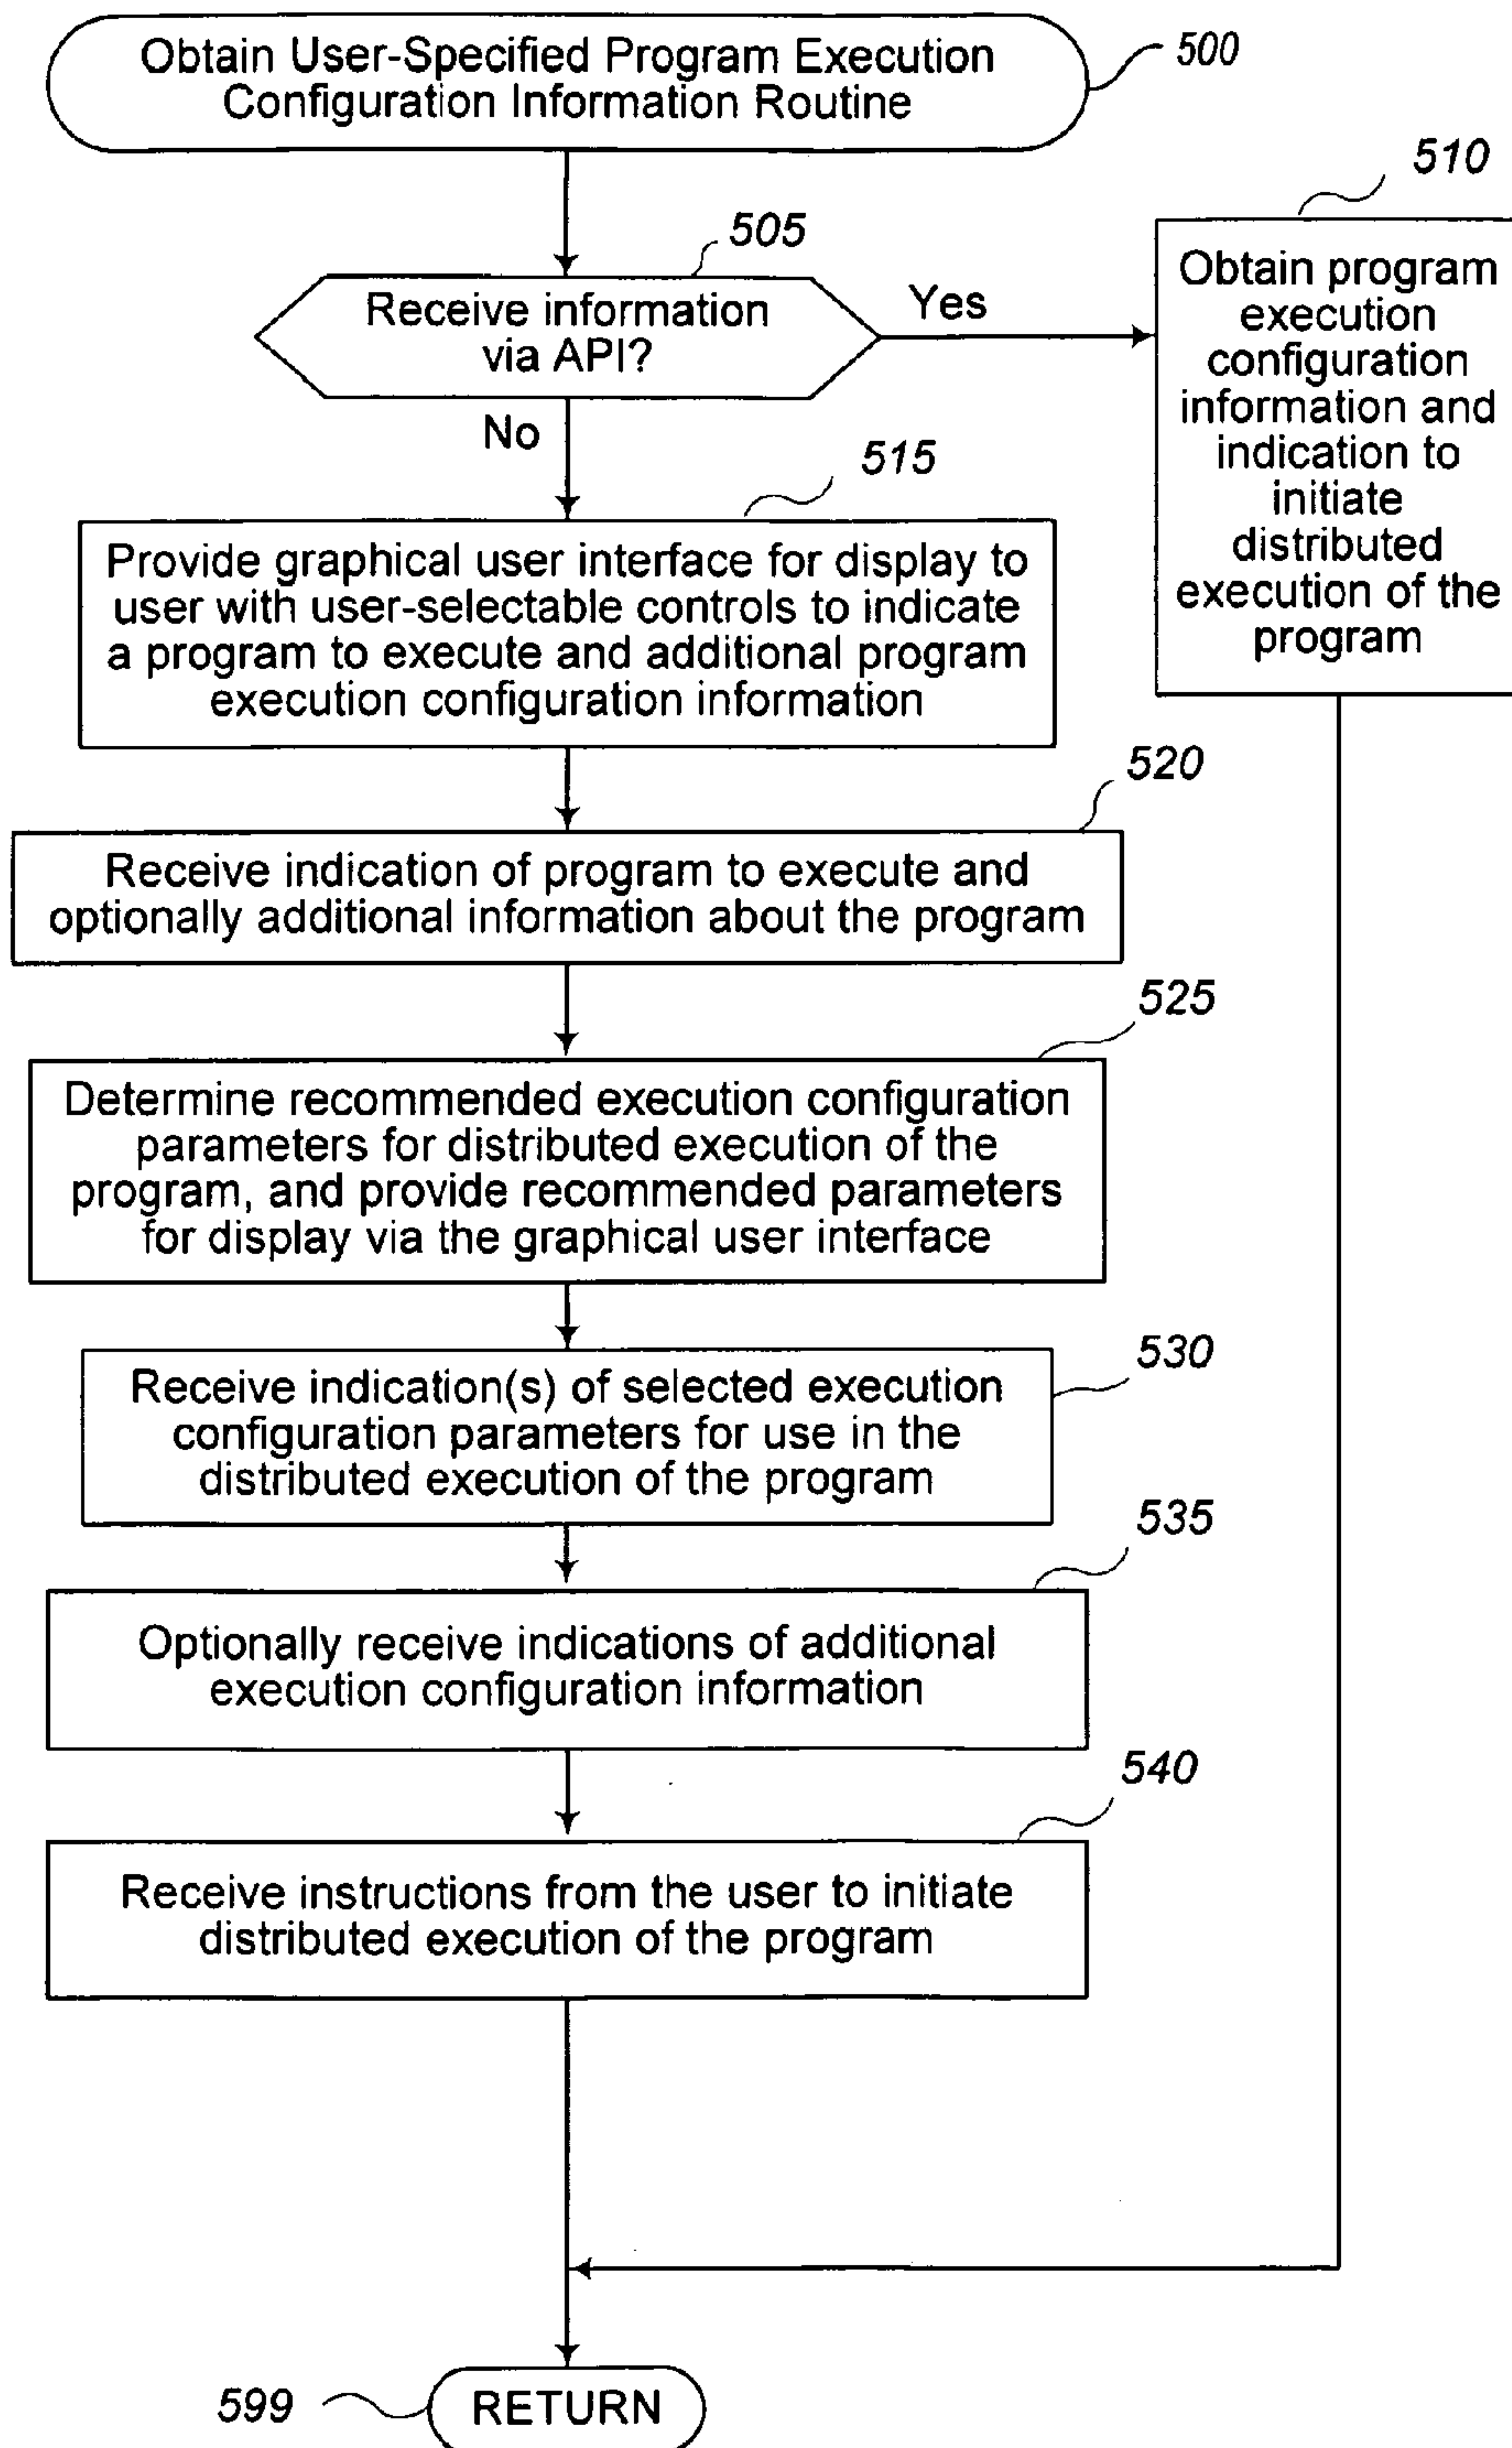 Obtain User-Specified Program Execution
Configuration Information Routine
500
505
Receive information
via API?
Yes
No
510
Obtain program
execution
configuration
information and
indication to
initiate
distributed
execution of the
program
515
Provide graphical user interface for display to
user with user-selectable controls to indicate
a program to execute and additional program
execution configuration information
520
Receive indication of program to execute and
optionally additional information about the program
525
Determine recommended execution configuration
parameters for distributed execution of the
program, and provide recommended parameters
for display via the graphical user interface
530
Receive indication(s) of selected execution
configuration parameters for use in the
distributed execution of the program
535
Optionally receive indications of additional
execution configuration information
540
Receive instructions from the user to initiate
distributed execution of the program
599
RETURN